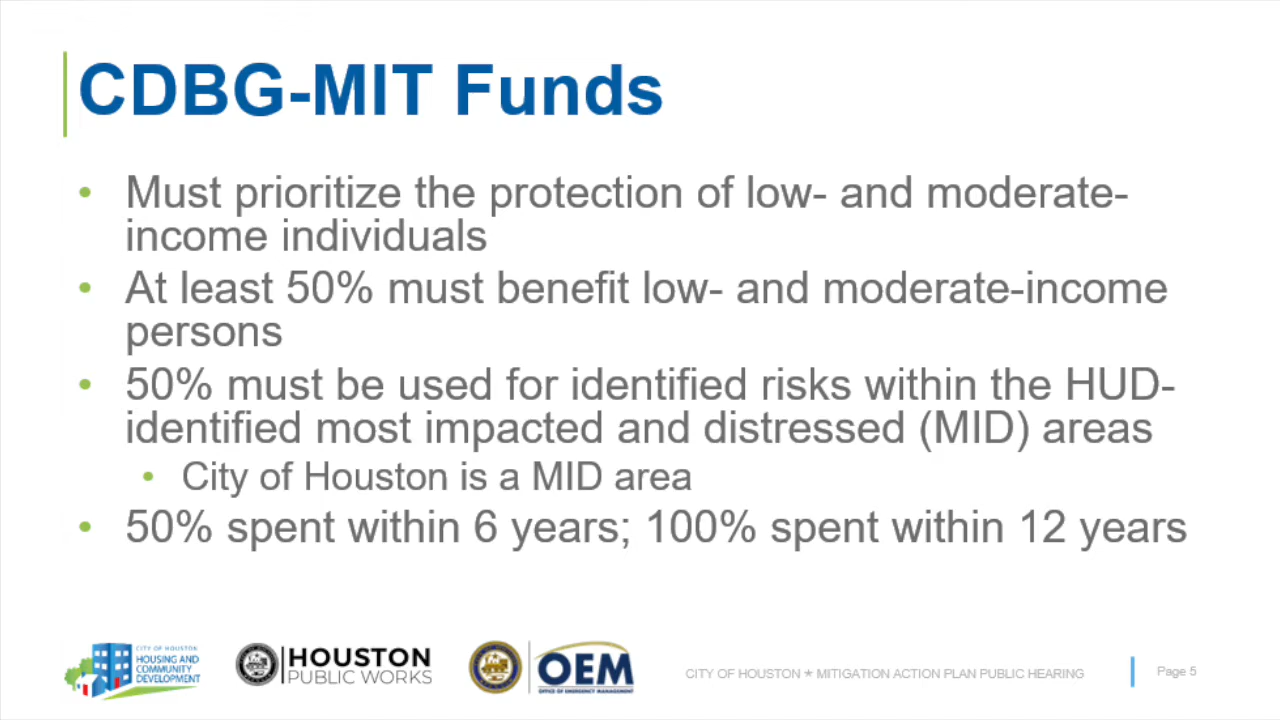 CDBG-MIT Funds
• Must prioritize the protection of low- and moderate-
income individuals
• At least 50% must benefit low- and moderate-income
persons
• 50% must be used for identified risks within the HUD-
identified most impacted and distressed (MID) areas
• City of Houston is a MID area
• 50% spent within 6 years; 100% spent within 12 years
CITY OF HOUSTON
HOUSING AND
COMMUNITY
DEVELOPMENT
HOUSTON
PUBLIC WORKS
OEM
OFFICE OF EMERGENCY MANAGEMENT
CITY OF HOUSTON ★ MITIGATION ACTION PLAN PUBLIC HEARING
Page 5